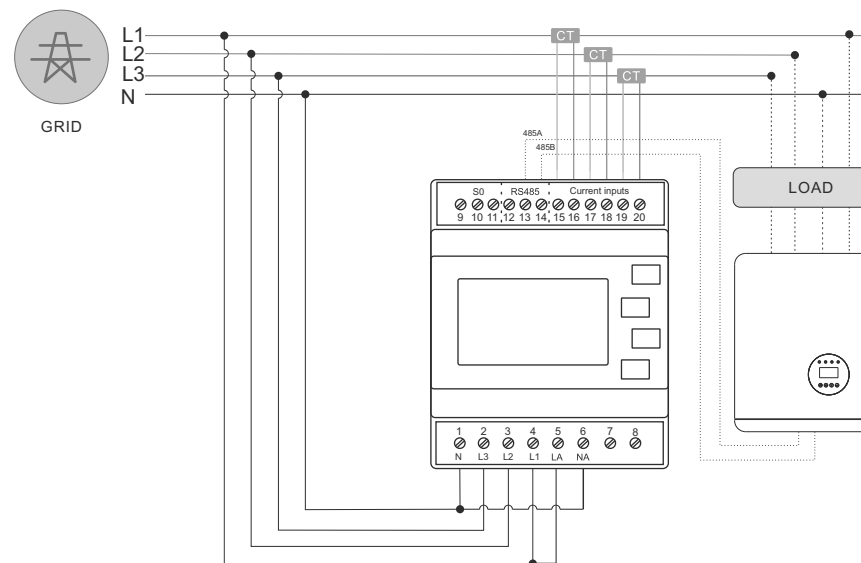 L1
L2
L3
N
GRID
CT
CT
CT
485A
485B
LOAD
S0 RS485 Current inputs
9 10 11 12 13 14 15 16 17 18 19 20
1 2 3 4 5 6 7 8
N L3 L2 L1 LA NA